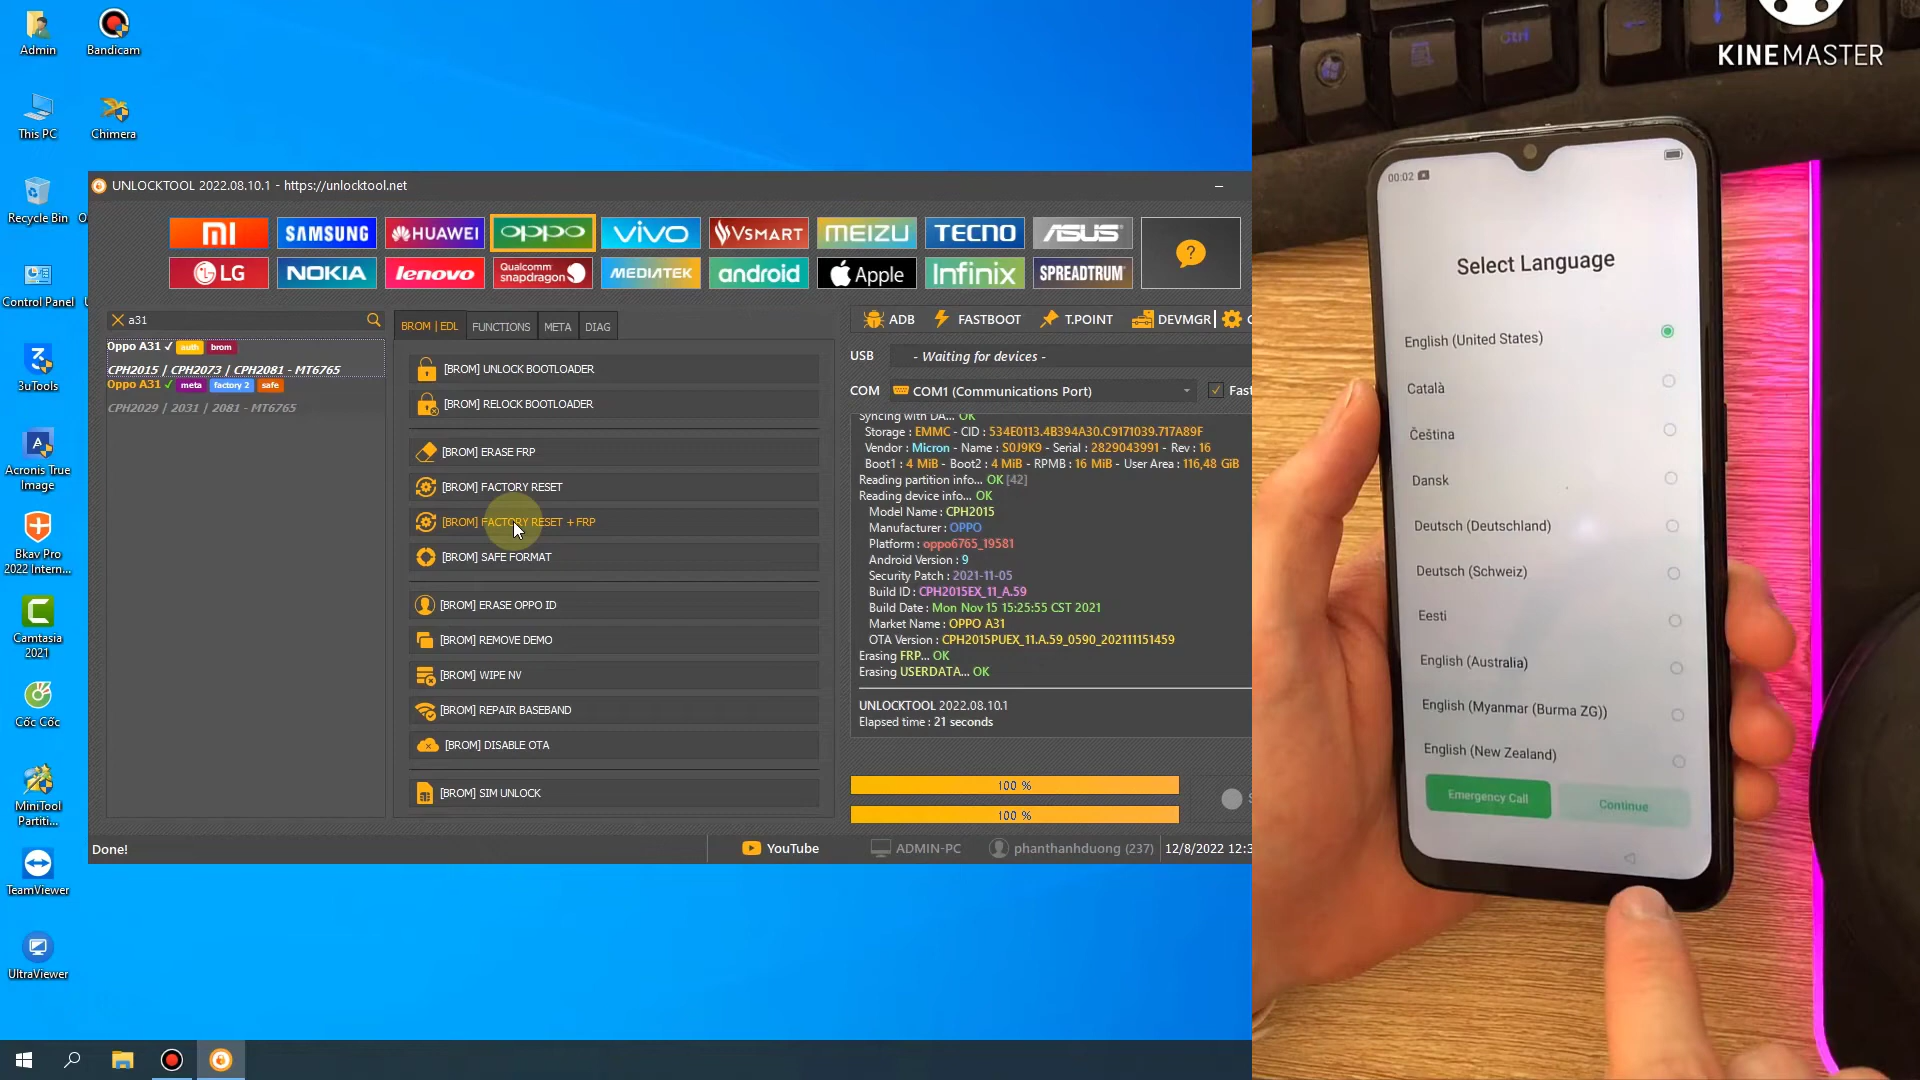 Admin
Bandicam
This PC
Chimera
Recycle Bin
O
Control Panel
3uTools
Acronis True
Image
Bkav Pro
2022 Intern...
Camtasia
2021
Cốc Cốc
MiniTool
Partiti...
TeamViewer
UltraViewer
UNLOCKTOOL 2022.08.10.1 - https://unlocktool.net
SAMSUNG
HUAWEI
oppo
vivo
VSMART
MEIZU
TECNO
ASUS
?
LG
NOKIA
lenovo
Qualcomm
snapdragon
MEDIATEK
android
Apple
Infinix
SPREADTRUM
a31
Oppo A31 ✓ auth brom
CPH2015 | CPH2073 | CPH2081 - MT6765
Oppo A31 ✓ meta factory 2 safe
CPH2029 | 2031 | 2081 - MT6765
BROM | EDL
FUNCTIONS
META
DIAG
[BROM] UNLOCK BOOTLOADER
[BROM] RELOCK BOOTLOADER
[BROM] ERASE FRP
[BROM] FACTORY RESET
[BROM] FACTORY RESET + FRP
[BROM] SAFE FORMAT
[BROM] ERASE OPPO ID
[BROM] REMOVE DEMO
[BROM] WIPE NV
[BROM] REPAIR BASEBAND
[BROM] DISABLE OTA
[BROM] SIM UNLOCK
ADB
FASTBOOT
T.POINT
DEVMGR
USB - Waiting for devices -
COM COM1 (Communications Port) Fast
Syncing with DA... OK
Storage : EMMC - CID : 534E0113.4B394A30.C9171039.717A89F
Vendor : Micron - Name : S0J9K9 - Serial : 2829043991 - Rev : 16
Boot1 : 4 MiB - Boot2 : 4 MiB - RPMB : 16 MiB - User Area : 116,48 GiB
Reading partition info... OK [42]
Reading device info... OK
Model Name : CPH2015
Manufacturer : OPPO
Platform : oppo6765_19581
Android Version : 9
Security Patch : 2021-11-05
Build ID : CPH2015EX_11_A.59
Build Date : Mon Nov 15 15:25:55 CST 2021
Market Name : OPPO A31
OTA Version : CPH2015PUEX_11.A.59_0590_202111151459
Erasing FRP... OK
Erasing USERDATA... OK
UNLOCKTOOL 2022.08.10.1
Elapsed time : 21 seconds
100 %
100 %
Done!
YouTube
ADMIN-PC
phanthanhduong (237)
12/8/2022 12:3
KINEMASTER
Ctrl
00:02
Select Language
English (United States)
Català
Čeština
Dansk
Deutsch (Deutschland)
Deutsch (Schweiz)
Eesti
English (Australia)
English (Myanmar (Burma ZG))
English (New Zealand)
Emergency Call
Continue